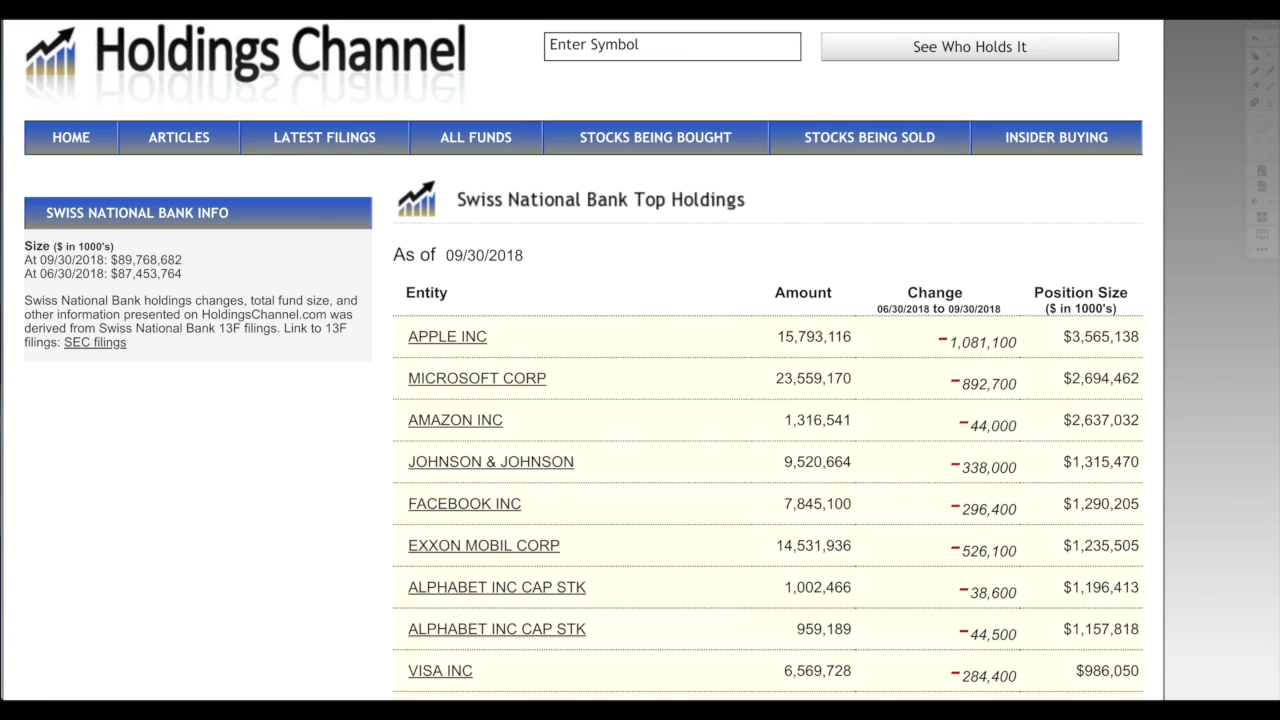 Holdings Channel
Enter Symbol
See Who Holds It
HOME ARTICLES LATEST FILINGS ALL FUNDS STOCKS BEING BOUGHT STOCKS BEING SOLD INSIDER BUYING
SWISS NATIONAL BANK INFO
Size ($ in 1000's)
At 09/30/2018: $89,768,682
At 06/30/2018: $87,453,764
Swiss National Bank holdings changes, total fund size, and
other information presented on HoldingsChannel.com was
derived from Swiss National Bank 13F filings. Link to 13F
filings: SEC filings
Swiss National Bank Top Holdings
As of 09/30/2018
Entity Amount Change Position Size
06/30/2018 to 09/30/2018 ($ in 1000's)
APPLE INC 15,793,116 -1,081,100 $3,565,138
MICROSOFT CORP 23,559,170 -892,700 $2,694,462
AMAZON INC 1,316,541 -44,000 $2,637,032
JOHNSON & JOHNSON 9,520,664 -338,000 $1,315,470
FACEBOOK INC 7,845,100 -296,400 $1,290,205
EXXON MOBIL CORP 14,531,936 -526,100 $1,235,505
ALPHABET INC CAP STK 1,002,466 -38,600 $1,196,413
ALPHABET INC CAP STK 959,189 -44,500 $1,157,818
VISA INC 6,569,728 -284,400 $986,050